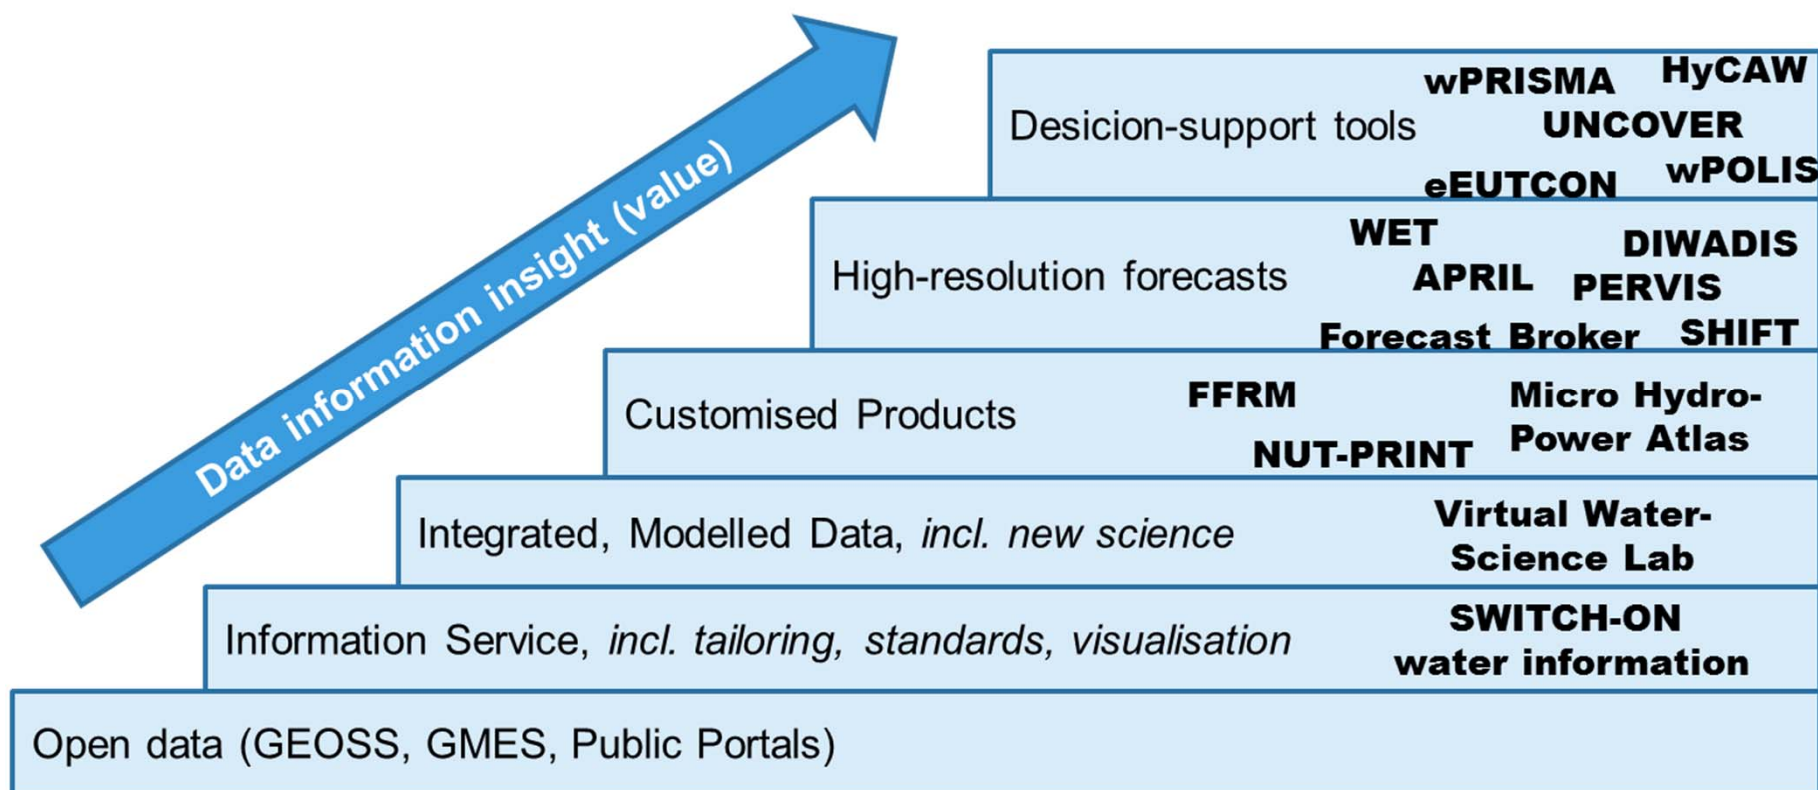 Data information insight (value)
Desicion-support tools
wPRISMA
HyCAW
UNCOVER
eEUTCON
wPOLIS
High-resolution forecasts
WET
DIWADIS
APRIL
PERVIS
Forecast Broker
SHIFT
Customised Products
FFRM
NUT-PRINT
Micro Hydro-
Power Atlas
Integrated, Modelled Data, incl. new science
Virtual Water-
Science Lab
Information Service, incl. tailoring, standards, visualisation
SWITCH-ON
water information
Open data (GEOSS, GMES, Public Portals)